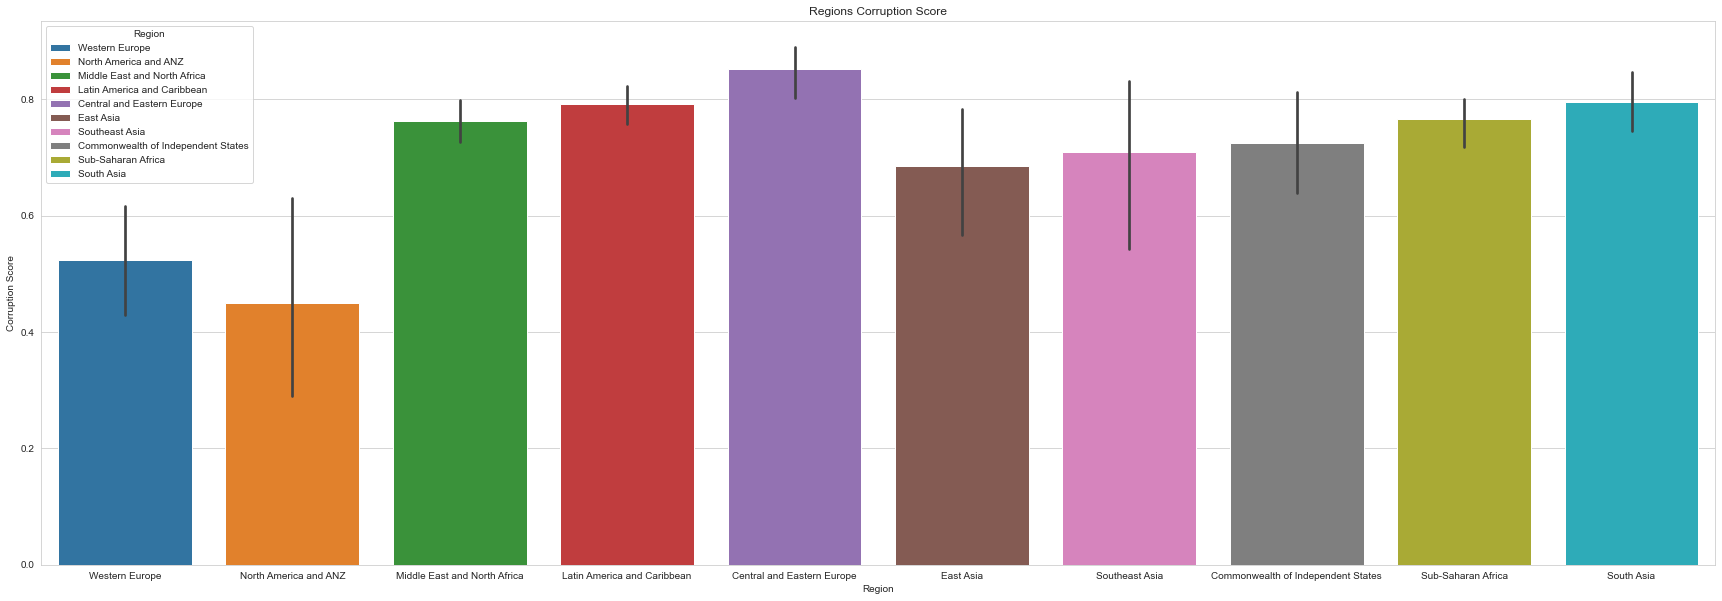 Regions Corruption Score
Region
Western Europe
North America and ANZ
Middle East and North Africa
Latin America and Caribbean
Central and Eastern Europe
East Asia
Southeast Asia
Commonwealth of Independent States
Sub-Saharan Africa
South Asia
0.8
0.6
0.4
0.2
0.0
Corruption Score
Western Europe North America and ANZ Middle East and North Africa Latin America and Caribbean Central and Eastern Europe East Asia Southeast Asia Commonwealth of Independent States Sub-Saharan Africa South Asia
Region